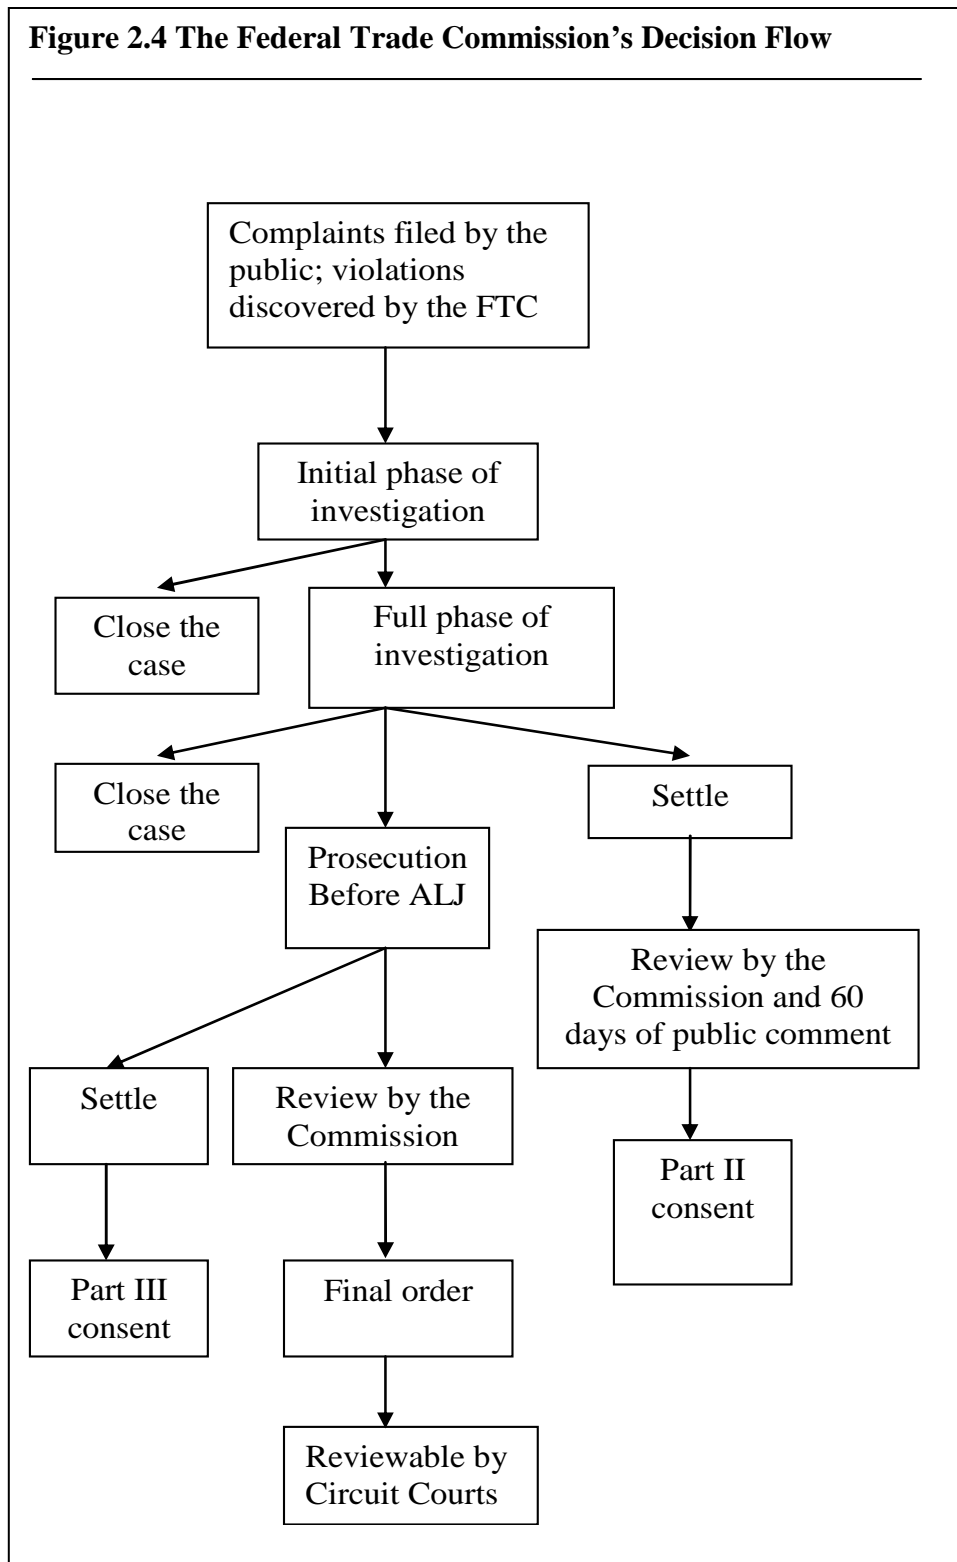 Figure 2.4 The Federal Trade Commission’s Decision Flow
Complaints filed by the
public; violations
discovered by the FTC
Initial phase of
investigation
Close the
case
Full phase of
investigation
Close the
case
Settle
Prosecution
Before ALJ
Review by the
Commission and 60
days of public comment
Settle
Review by the
Commission
Part II
consent
Part III
consent
Final order
Reviewable by
Circuit Courts